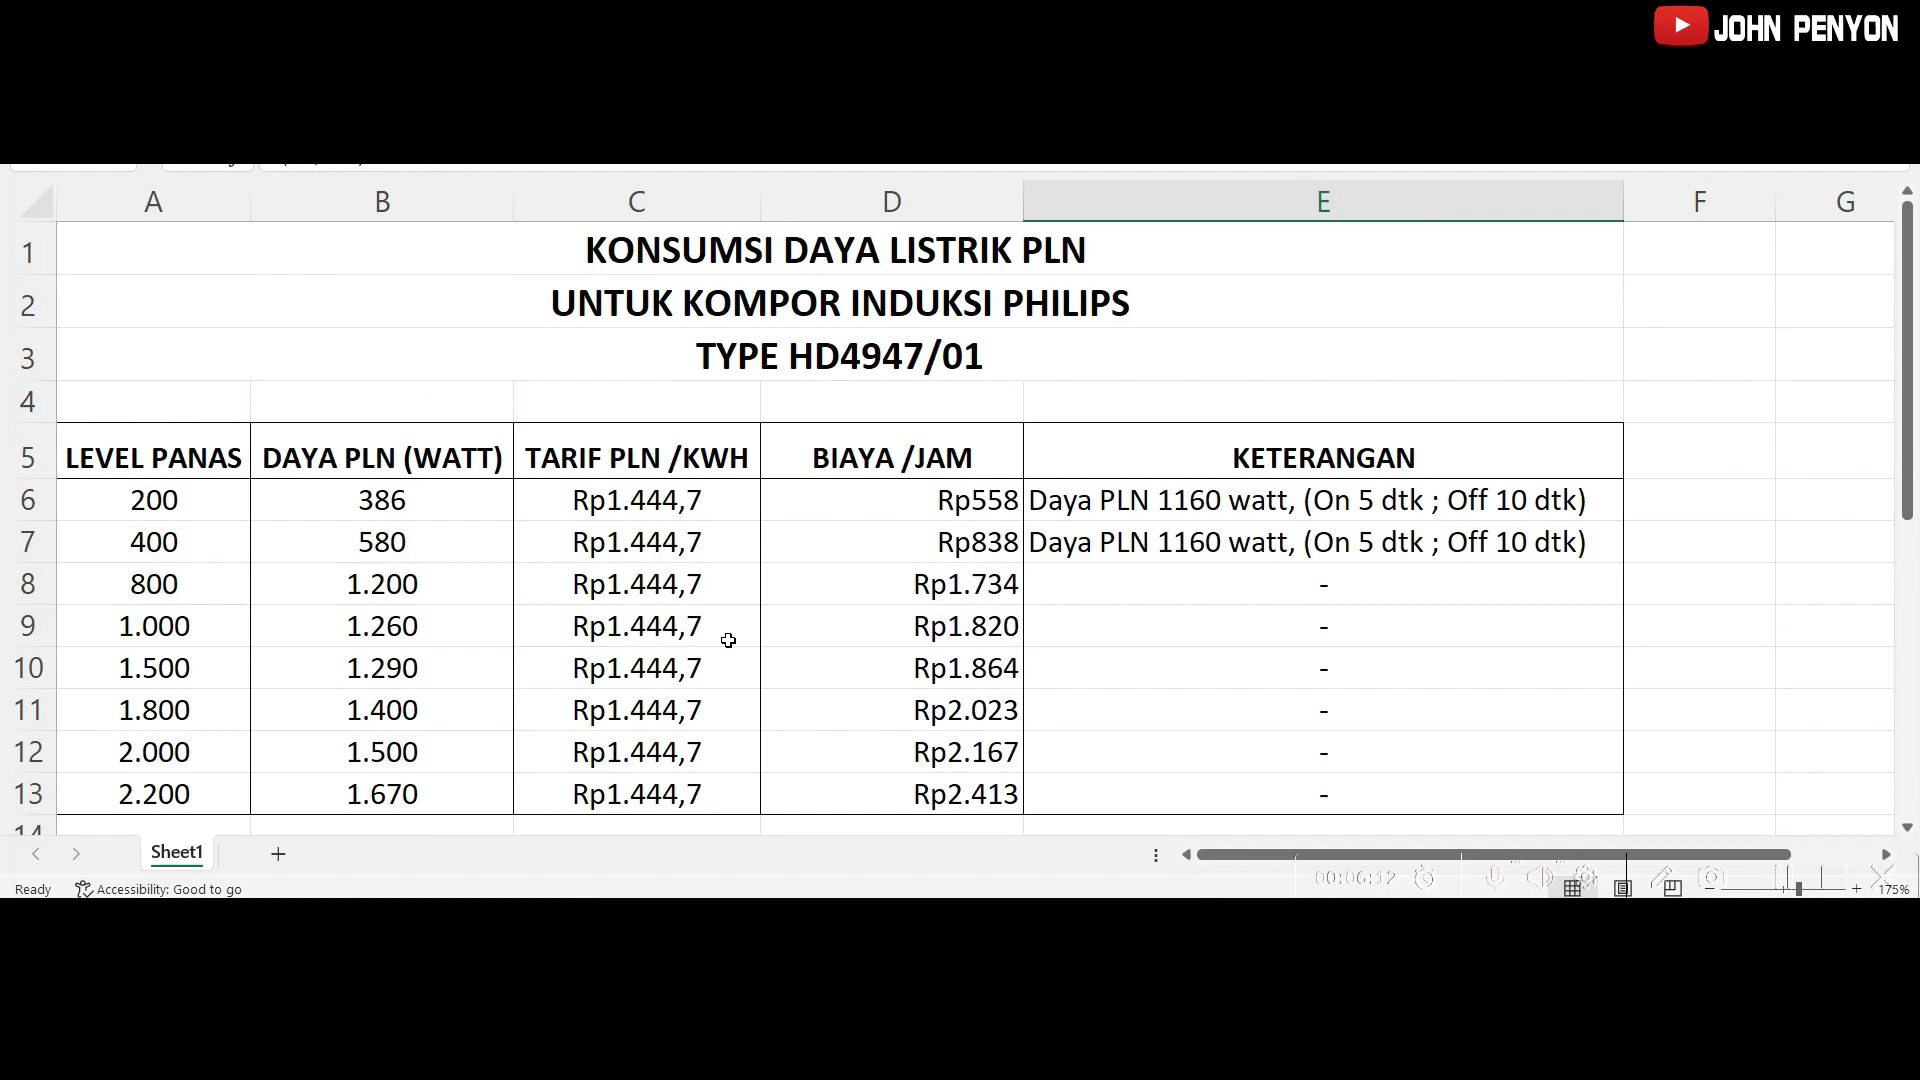 JOHN PENYON
A B C D E F G
1 KONSUMSI DAYA LISTRIK PLN
2 UNTUK KOMPOR INDUKSI PHILIPS
3 TYPE HD4947/01
4
5 LEVEL PANAS DAYA PLN (WATT) TARIF PLN /KWH BIAYA /JAM KETERANGAN
6 200 386 Rp1.444,7 Rp558 Daya PLN 1160 watt, (On 5 dtk ; Off 10 dtk)
7 400 580 Rp1.444,7 Rp838 Daya PLN 1160 watt, (On 5 dtk ; Off 10 dtk)
8 800 1.200 Rp1.444,7 Rp1.734 -
9 1.000 1.260 Rp1.444,7 Rp1.820 -
10 1.500 1.290 Rp1.444,7 Rp1.864 -
11 1.800 1.400 Rp1.444,7 Rp2.023 -
12 2.000 1.500 Rp1.444,7 Rp2.167 -
13 2.200 1.670 Rp1.444,7 Rp2.413 -
14
Sheet1
00:06:12
Ready Accessibility: Good to go 175%